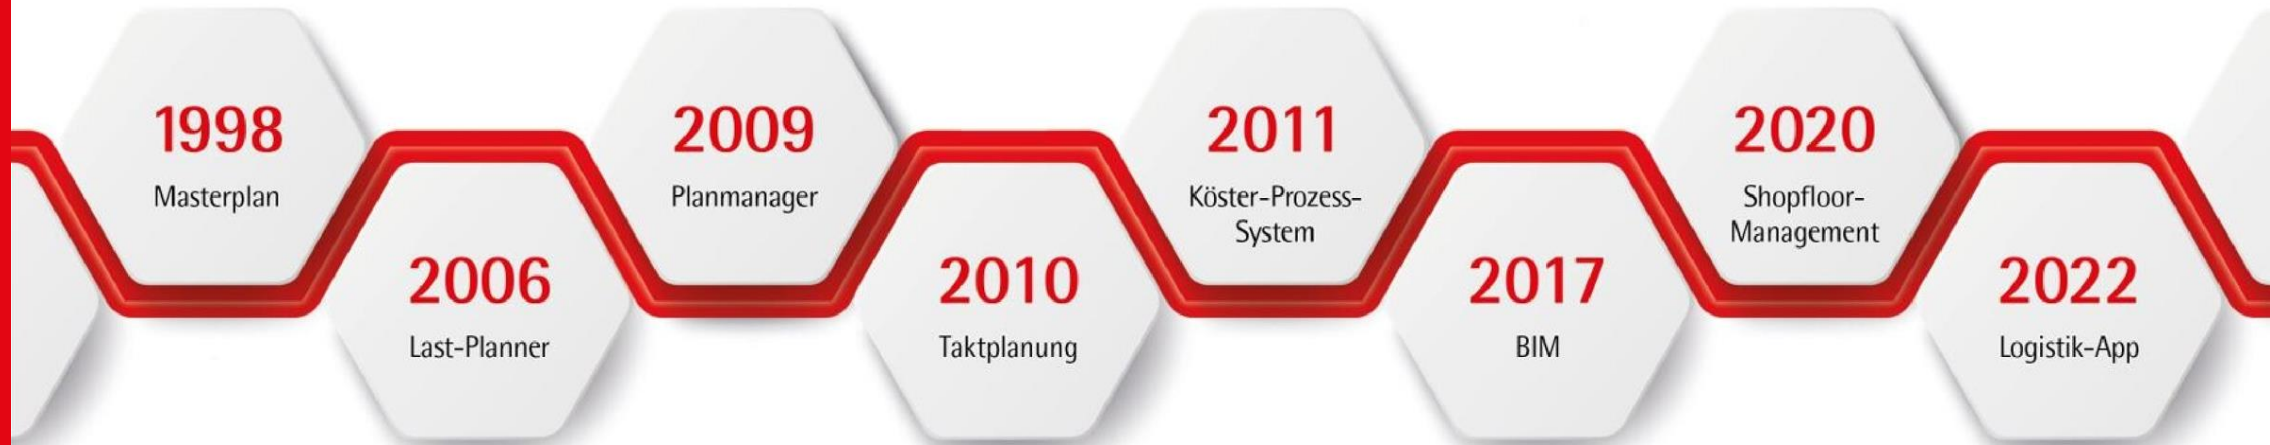 1998
Masterplan
2006
Last-Planner
2009
Planmanager
2010
Taktplanung
2011
Köster-Prozess-
System
2017
BIM
2020
Shopfloor-
Management
2022
Logistik-App